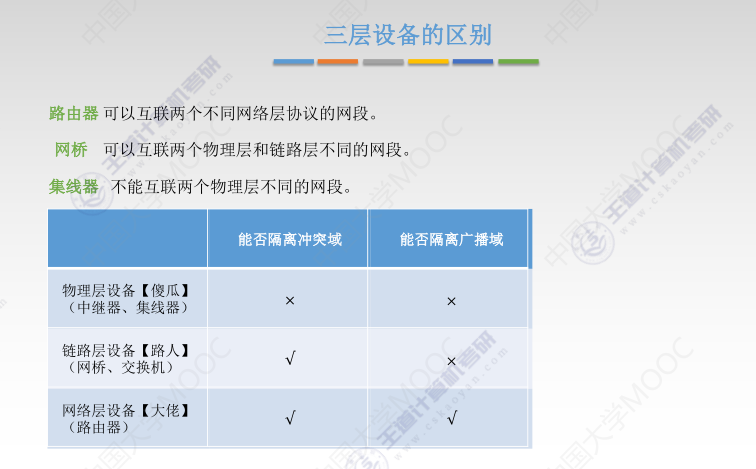 三层设备的区别
路由器 可以互联两个不同网络层协议的网段。
网桥 可以互联两个物理层和链路层不同的网段。
集线器 不能互联两个物理层不同的网段。
能否隔离冲突域 能否隔离广播域
物理层设备【傻瓜】
（中继器、集线器） × ×
链路层设备【路人】
（网桥、交换机） √ ×
网络层设备【大佬】
（路由器） √ √
中国大学MOOC
王道计算机考研
www.cskaoyan.com